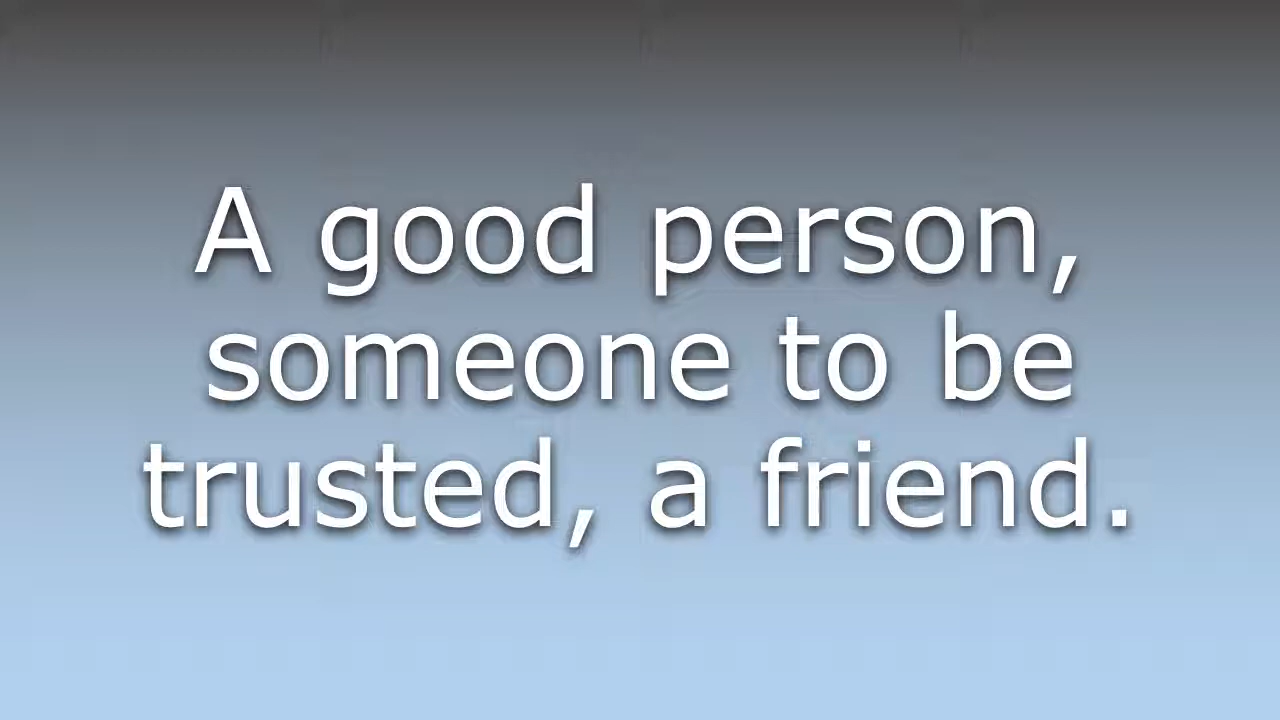 A good person,
someone to be
trusted, a friend.